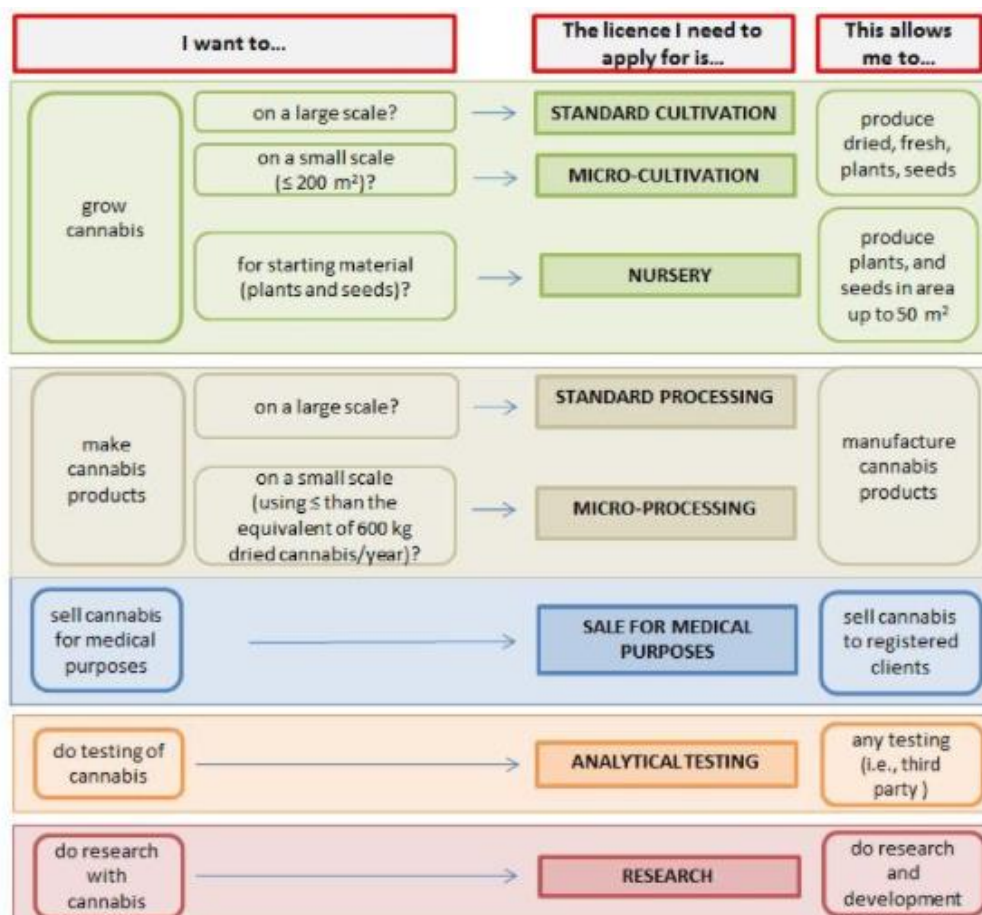 I want to...
The licence I need to
apply for is...
This allows
me to...
grow
cannabis
on a large scale?
STANDARD CULTIVATION
on a small scale
(≤ 200 m²)?
MICRO-CULTIVATION
produce
dried, fresh,
plants, seeds
for starting material
(plants and seeds)?
NURSERY
produce
plants, and
seeds in area
up to 50 m²
make
cannabis
products
on a large scale?
STANDARD PROCESSING
on a small scale
(using ≤ than the
equivalent of 600 kg
dried cannabis/year)?
MICRO-PROCESSING
manufacture
cannabis
products
sell cannabis
for medical
purposes
SALE FOR MEDICAL
PURPOSES
sell cannabis
to registered
clients
do testing of
cannabis
ANALYTICAL TESTING
any testing
(i.e., third
party )
do research
with
cannabis
RESEARCH
do research
and
development